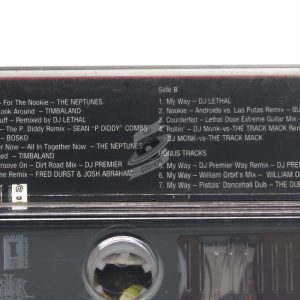 For The Nookie – THE NEPTUNES
Look Around – TIMBALAND
uff - Remixed by DJ LETHAL
- The P. Diddy Remix – SEAN "P DIDDY" COMBS
– BOSKO
r Now – All In Together Now – THE NEPTUNES
– TIMBALAND
roove On – Dirt Road Mix – DJ PREMIER
me Remix – FRED DURST & JOSH ABRAHAM
Side B
1. My Way – DJ LETHAL
2. Nookie – Androids vs. Las Putas Remix – BU
3. Counterfeit – Lethal Dose Extreme Guitar Mix
4. Rollin' – DJ Monk-vs-THE TRACK MACK Remi
DJ MONK-vs-THE TRACK MACK
BONUS TRACKS
5. My Way – DJ Premier Way Remix – DJ PREM
6. My Way – William Orbit's Mix – WILLIAM O
7. My Way – Pistols' Dancehall Dub – THE DU